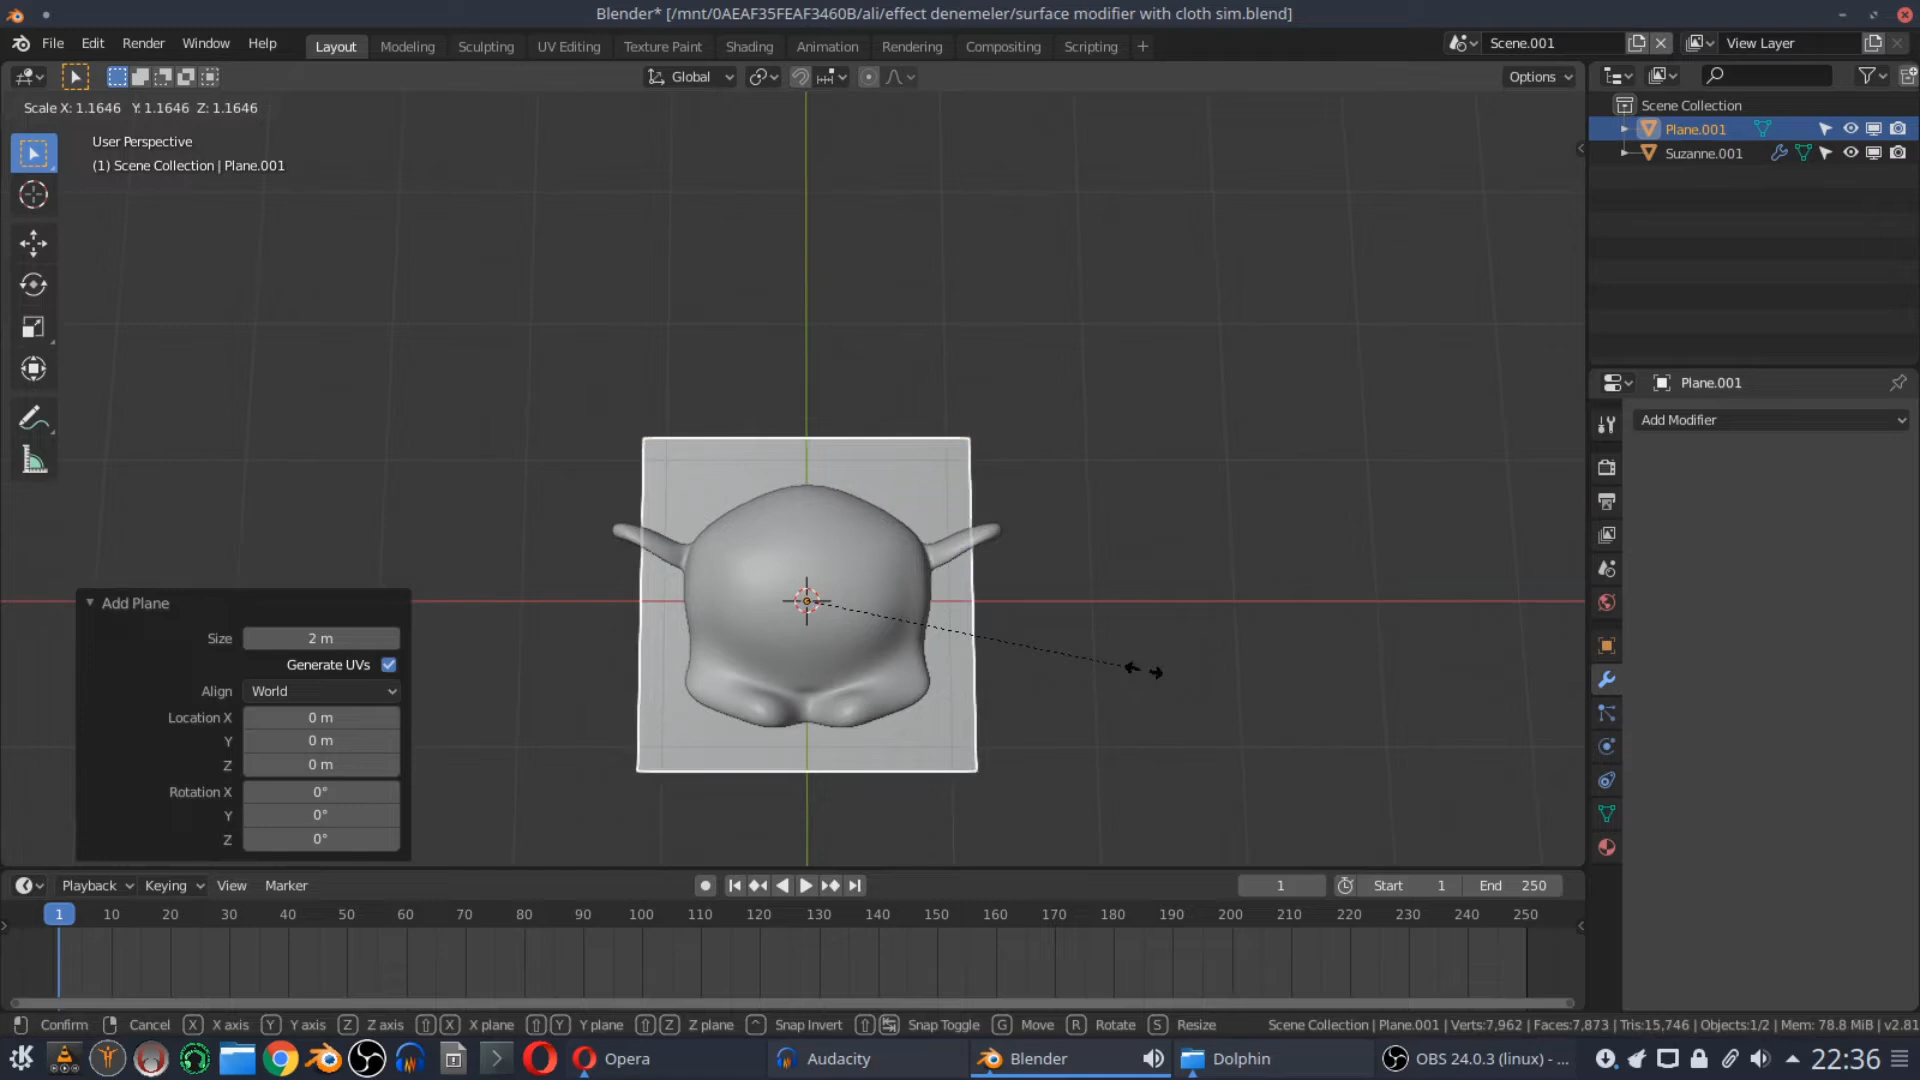 Blender* [/mnt/0AEAF35FEAF3460B/ali/effect denemeler/surface modifier with cloth sim.blend]
File Edit Render Window Help Layout Modeling Sculpting UV Editing Texture Paint Shading Animation Rendering Compositing Scripting + Scene.001 View Layer
Global Options
Scale X: 1.1646 Y: 1.1646 Z: 1.1646
User Perspective
(1) Scene Collection | Plane.001
Scene Collection
Plane.001
Suzanne.001
Plane.001
Add Modifier
Add Plane
Size 2 m
Generate UVs
Align World
Location X 0 m
Y 0 m
Z 0 m
Rotation X 0°
Y 0°
Z 0°
Playback Keying View Marker 1 Start 1 End 250
1 10 20 30 40 50 60 70 80 90 100 110 120 130 140 150 160 170 180 190 200 210 220 230 240 250
Confirm Cancel X X axis Y Y axis Z Z axis X X plane Y Y plane Z Z plane Snap Invert Snap Toggle G Move R Rotate S Resize Scene Collection | Plane.001 | Verts:7,962 | Faces:7,873 | Tris:15,746 | Objects:1/2 | Mem: 78.8 MiB | v2.81
Opera Audacity Blender Dolphin OBS 24.0.3 (linux) - ... 22:36